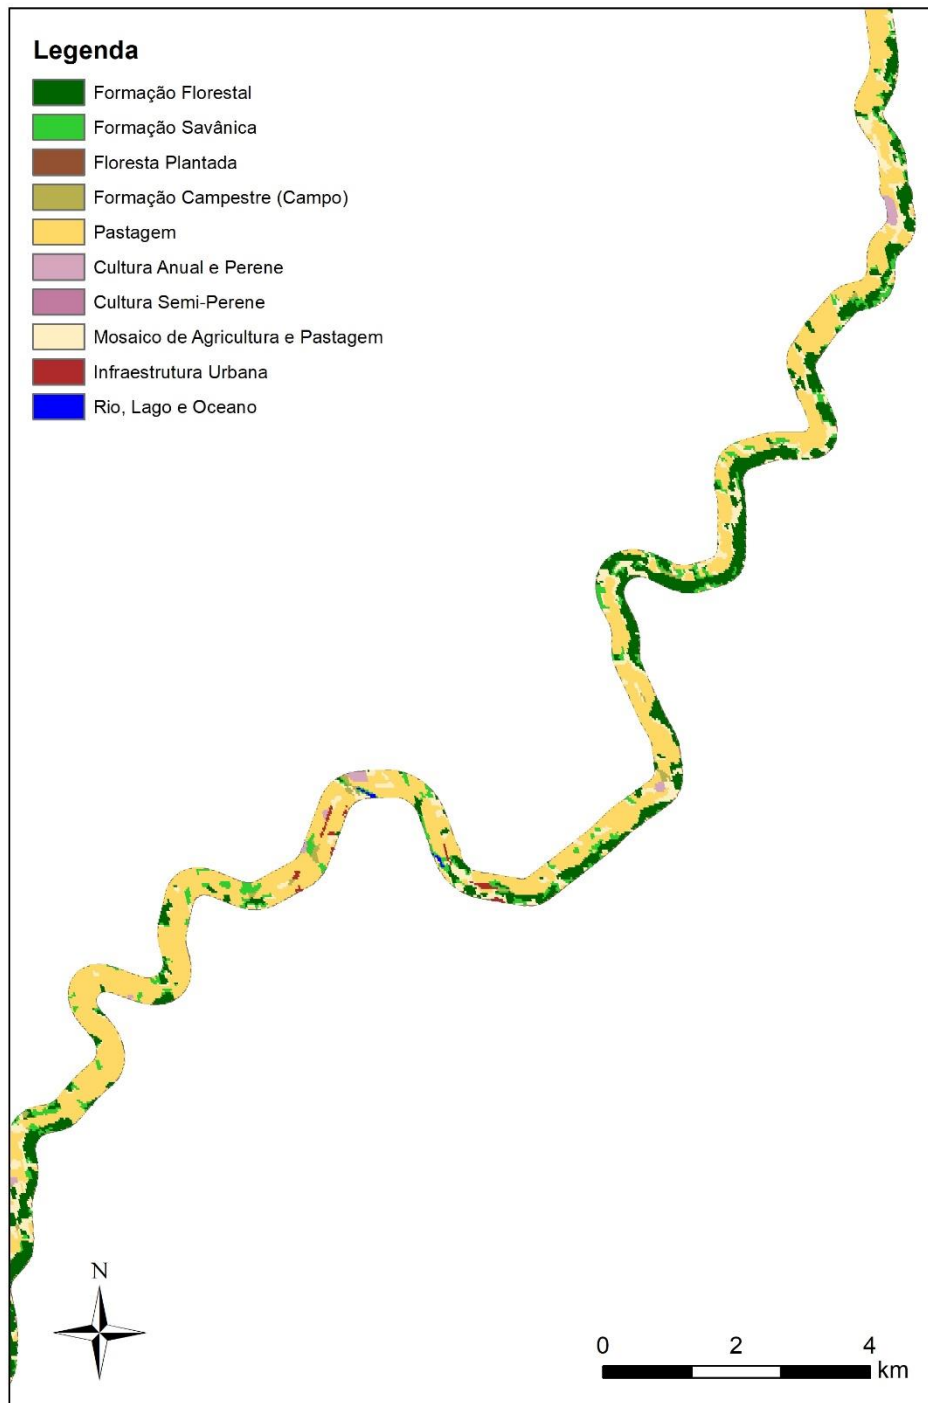 Legenda
Formação Florestal
Formação Savânica
Floresta Plantada
Formação Campestre (Campo)
Pastagem
Cultura Anual e Perene
Cultura Semi-Perene
Mosaico de Agricultura e Pastagem
Infraestrutura Urbana
Rio, Lago e Oceano
N
0 2 4
km